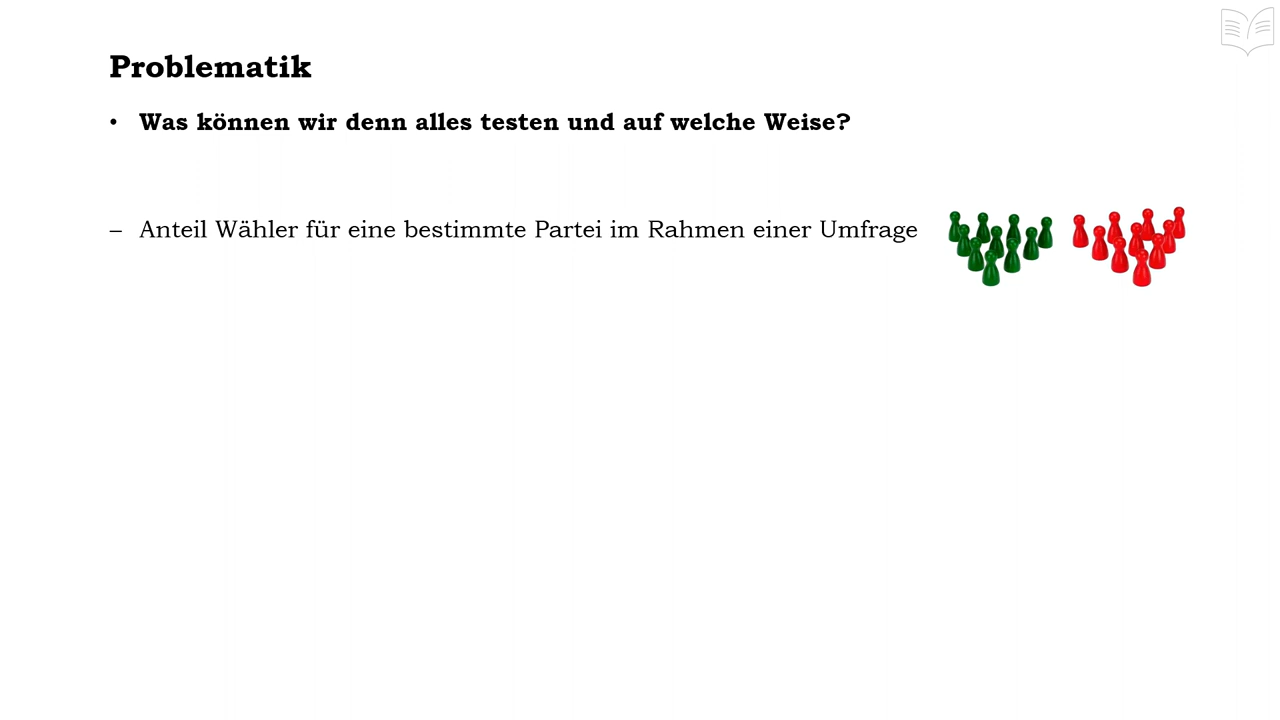 Problematik
• Was können wir denn alles testen und auf welche Weise?
– Anteil Wähler für eine bestimmte Partei im Rahmen einer Umfrage